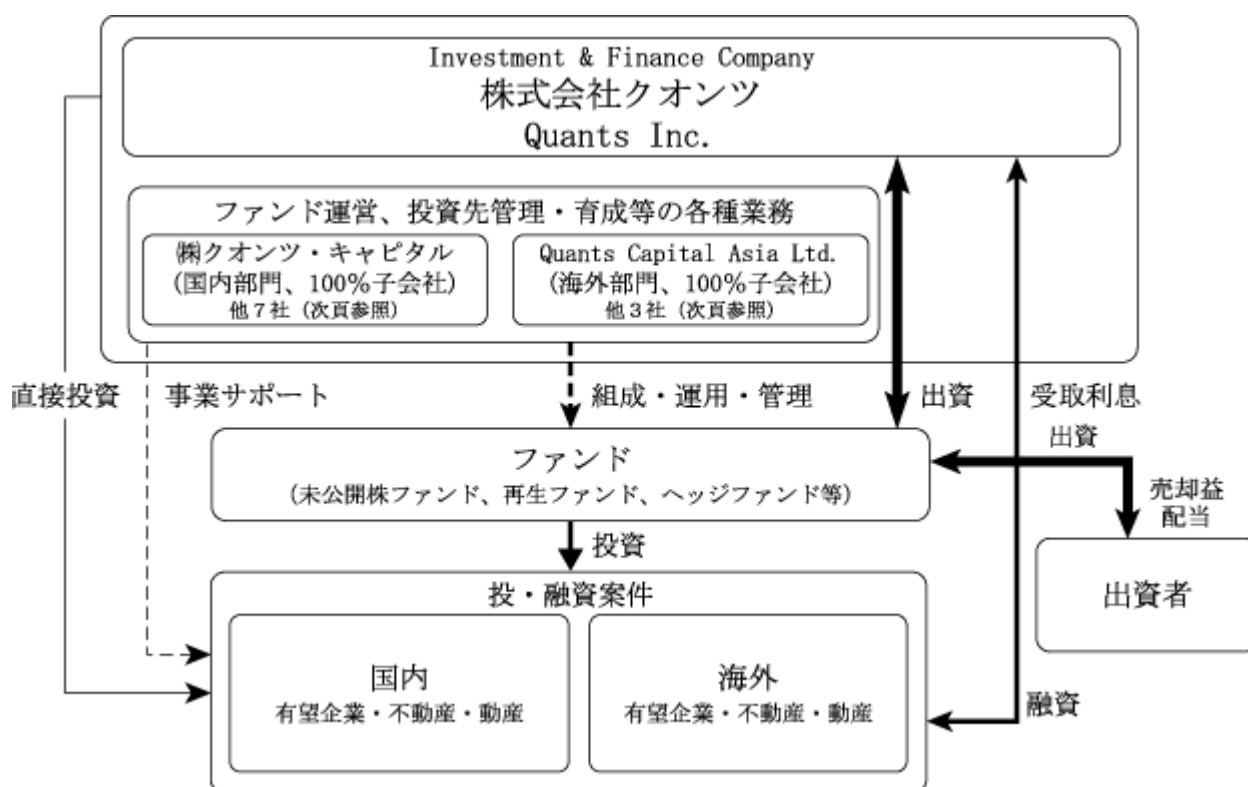 Investment & Finance Company
株式会社クオンツ
Quants Inc.
ファンド運営、投資先管理・育成等の各種業務
㈱クオンツ・キャピタル
(国内部門、100％子会社)
他７社 (次頁参照)
Quants Capital Asia Ltd.
(海外部門、100％子会社)
他３社 (次頁参照)
直接投資
事業サポート
組成・運用・管理
出資
受取利息
出資
ファンド
(未公開株ファンド、再生ファンド、ヘッジファンド等)
売却益
配当
投資
出資者
投・融資案件
国内
有望企業・不動産・動産
海外
有望企業・不動産・動産
融資